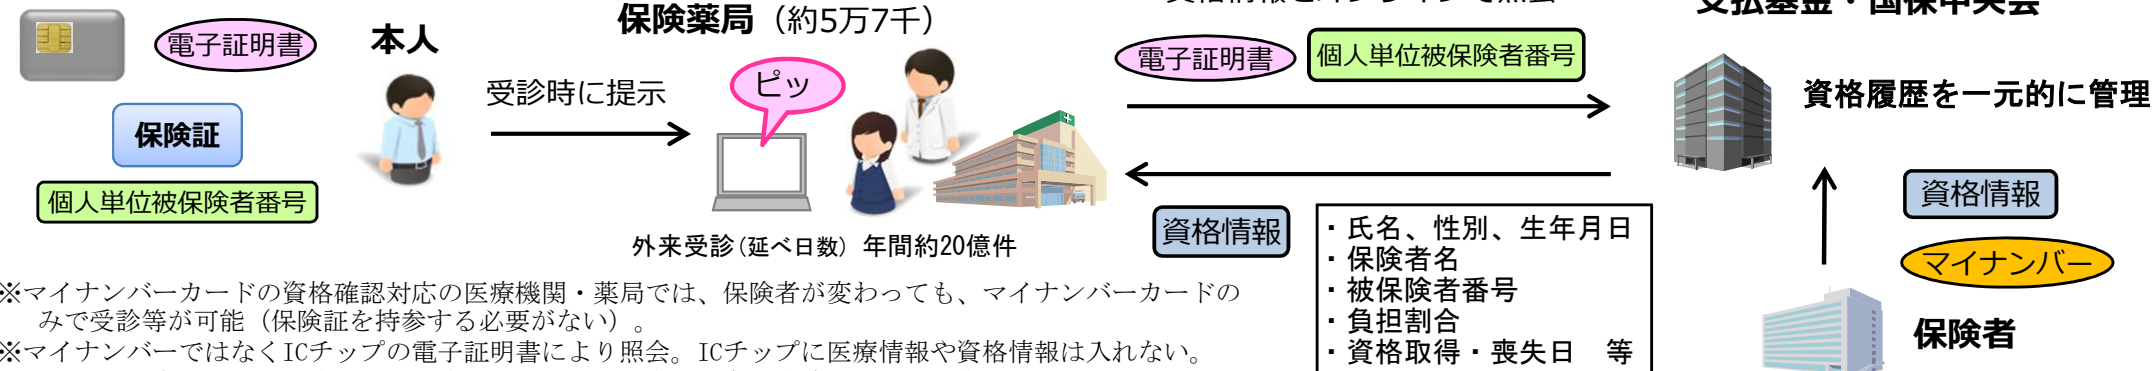 電子証明書
本人
保険証
個人単位被保険者番号
受診時に提示
保険薬局（約5万7千）
ピッ
外来受診（延べ日数） 年間約20億件
電子証明書
個人単位被保険者番号
資格情報
・氏名、性別、生年月日
・保険者名
・被保険者番号
・負担割合
・資格取得・喪失日　等
支払基金・国保中央会
資格履歴を一元的に管理
資格情報
マイナンバー
保険者
※マイナンバーカードの資格確認対応の医療機関・薬局では、保険者が変わっても、マイナンバーカードの
みで受診等が可能（保険証を持参する必要がない）。
※マイナンバーではなくICチップの電子証明書により照会。ICチップに医療情報や資格情報は入れない。